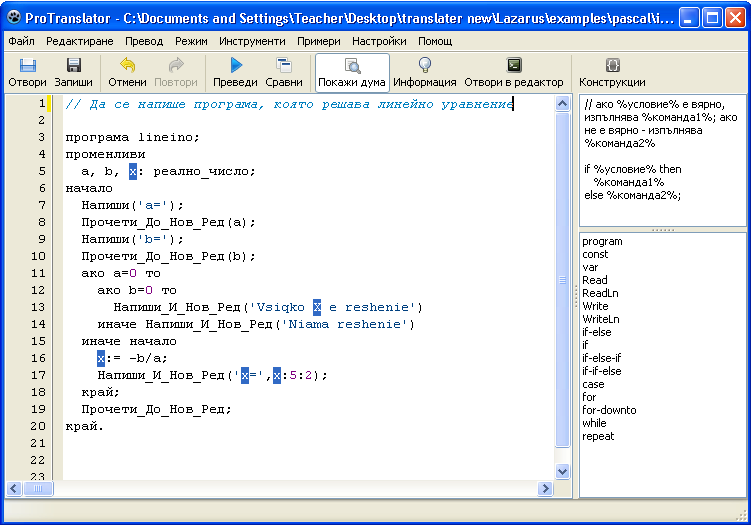 ProTranslator - C:\Documents and Settings\Teacher\Desktop\translater new\Lazarus\examples\pascal\i...
Файл Редактиране Превод Режим Инструменти Примери Настройки Помощ
Отвори Запиши Отмени Повтори Преведи Сравни Покажи дума Информация Отвори в редактор Конструкции
1 // Да се напише програма, която решава линейно уравнение
2
3 програма lineino;
4 променливи
5 a, b, x: реално_число;
6 начало
7 Напиши('a=');
8 Прочети_До_Нов_Ред(a);
9 Напиши('b=');
10 Прочети_До_Нов_Ред(b);
11 ако a=0 то
12 ако b=0 то
13 Напиши_И_Нов_Ред('Vsiqko X e reshenie')
14 иначе Напиши_И_Нов_Ред('Niama reshenie')
15 иначе начало
16 x:= -b/a;
17 Напиши_И_Нов_Ред('x=',x:5:2);
18 край;
19 Прочети_До_Нов_Ред;
20 край.
21
22
23
// ако %условие% е вярно,
изпълнява %команда1%; ако
не е вярно - изпълнява
%команда2%
if %условие% then
%команда1%
else %команда2%;
program
const
var
Read
ReadLn
Write
WriteLn
if-else
if
if-else-if
if-if-else
case
for
for-downto
while
repeat